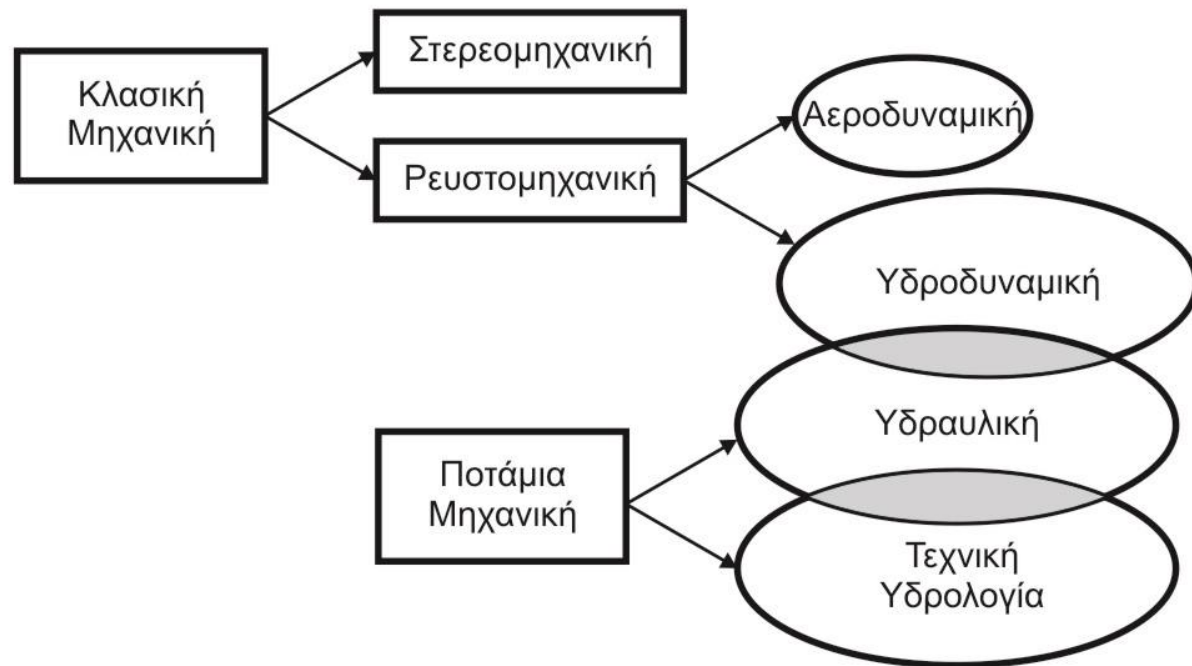 Κλασική
Μηχανική
Στερεομηχανική
Ρευστομηχανική
Αεροδυναμική
Υδροδυναμική
Υδραυλική
Ποτάμια
Μηχανική
Τεχνική
Υδρολογία